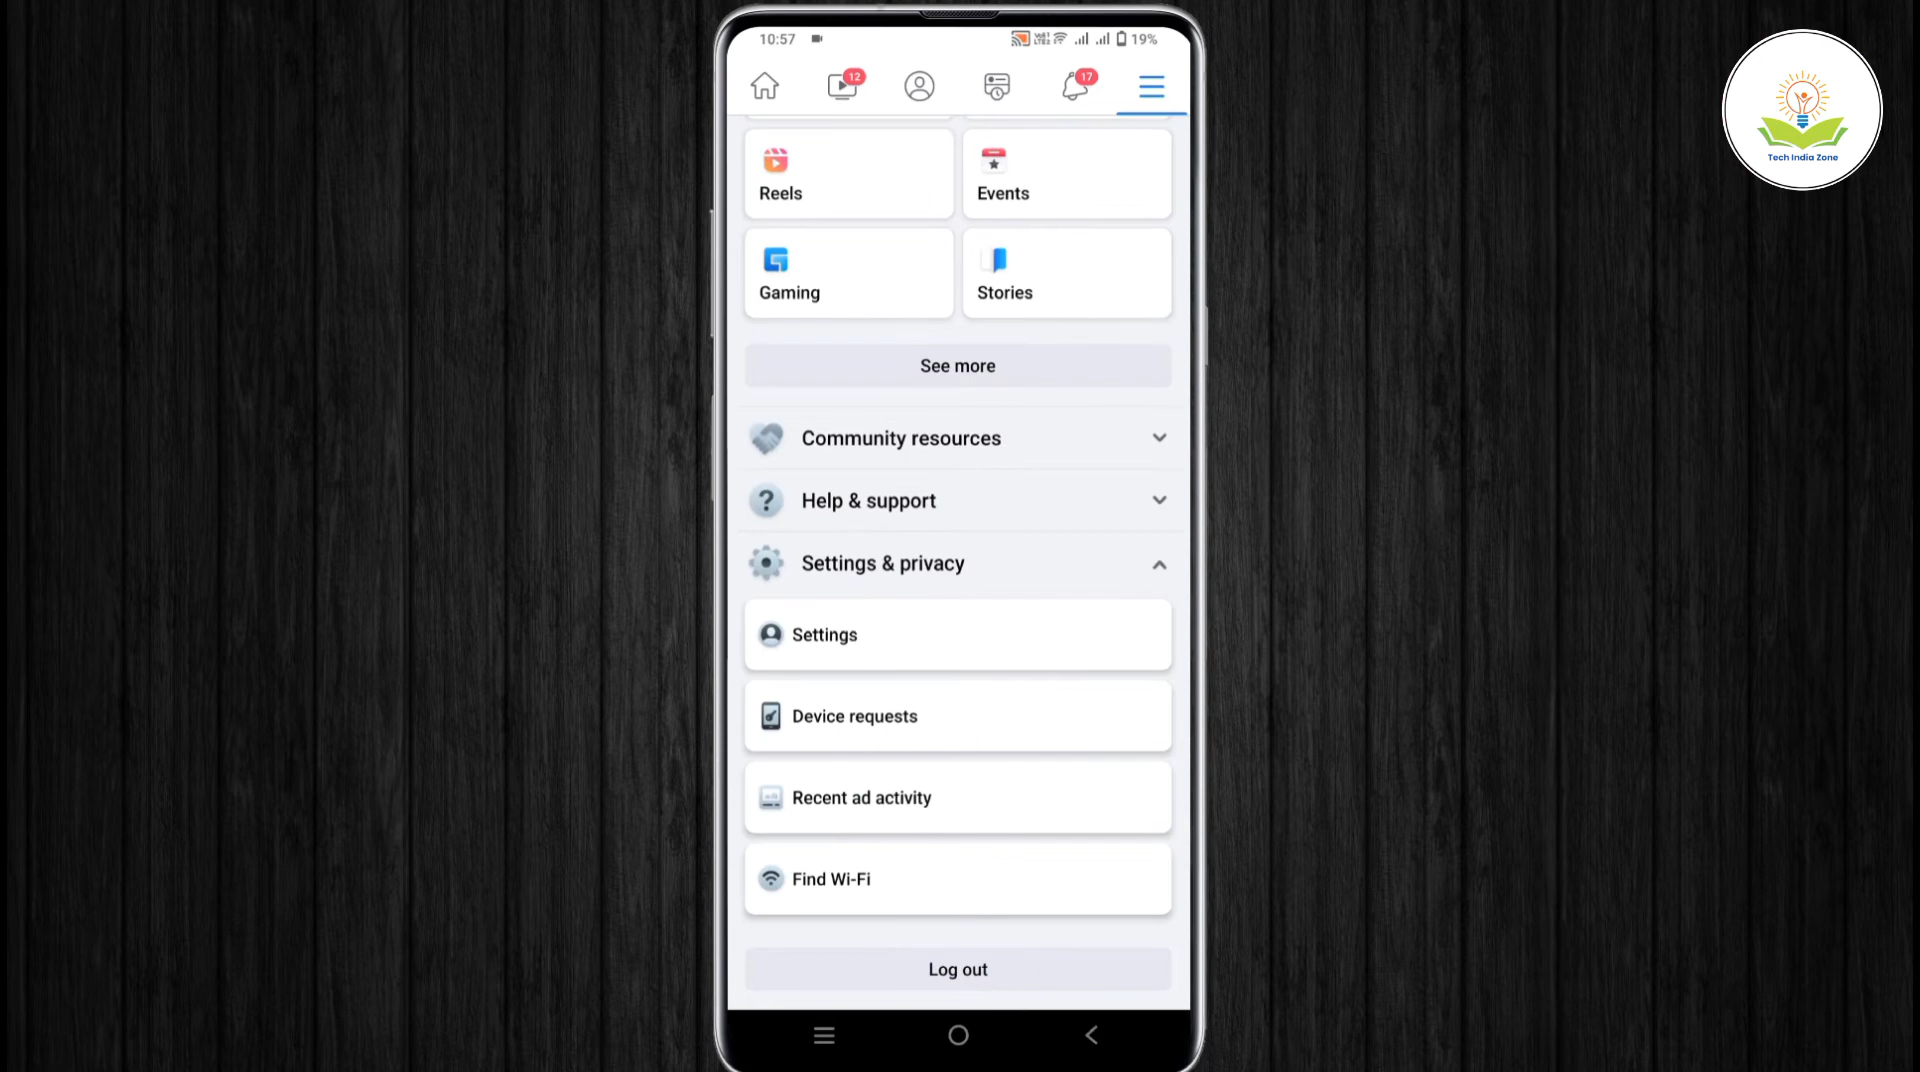 10:57
19%
12
17
Reels
Events
Gaming
Stories
See more
Community resources
Help & support
Settings & privacy
Settings
Device requests
Recent ad activity
Find Wi-Fi
Log out
Tech India Zone